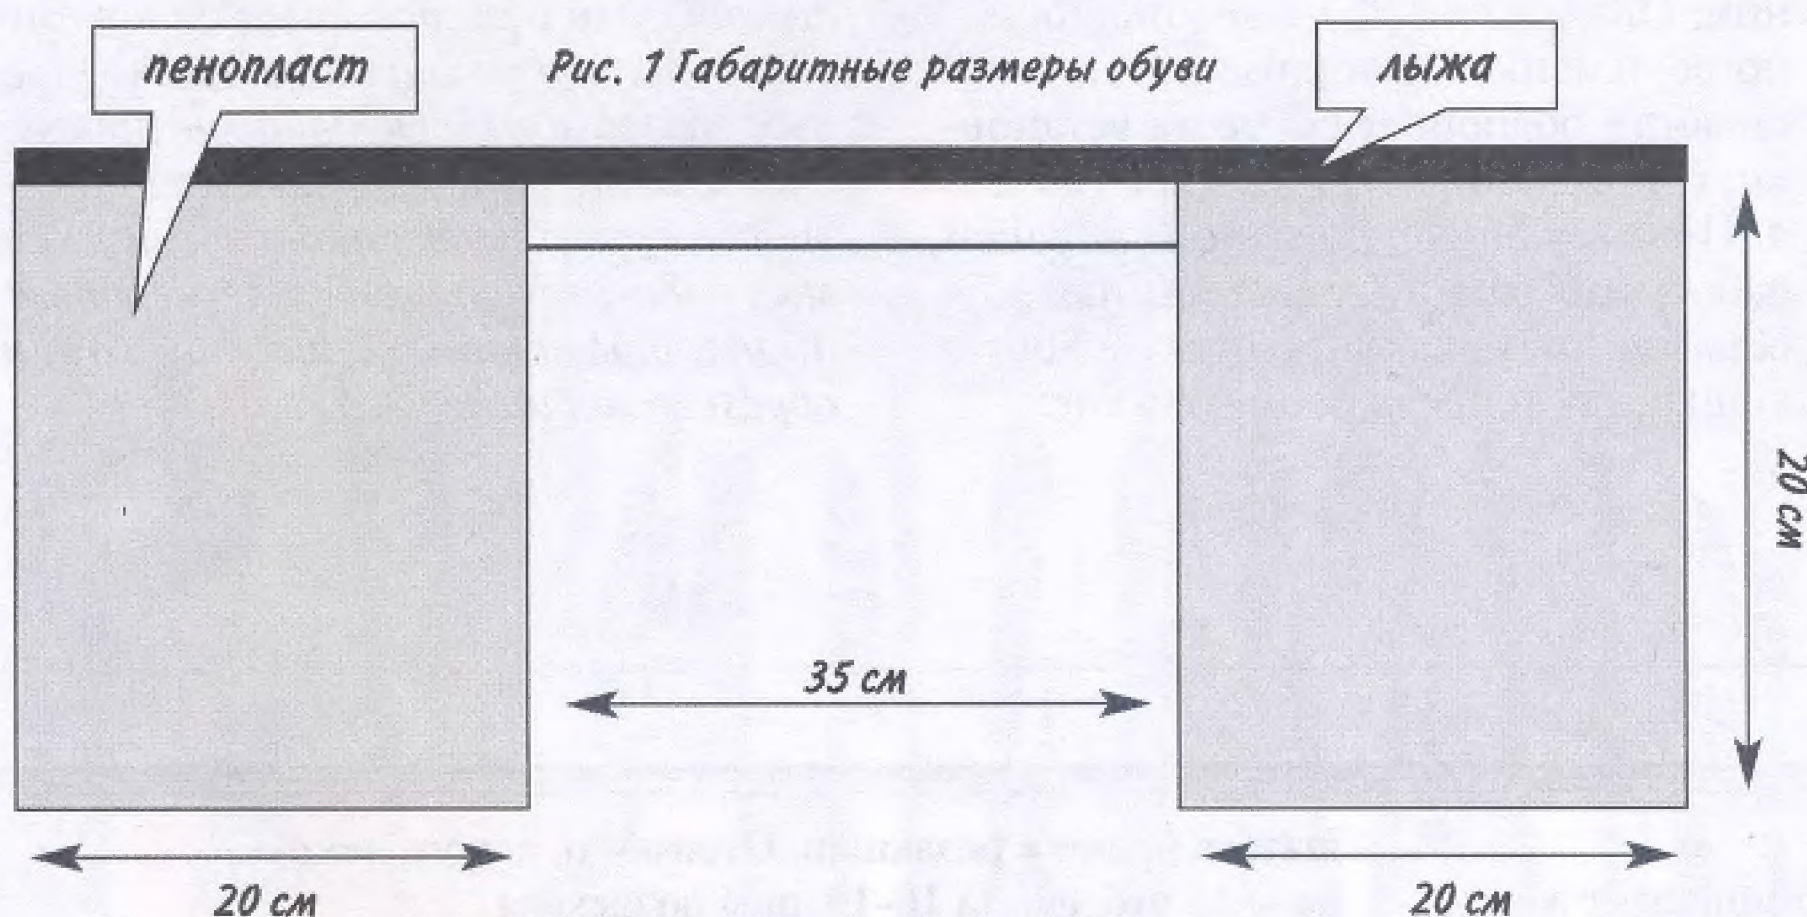 пенопласт
Рис. 1 Габаритные размеры обуви
лыжа
20 см
35 см
20 см
20 см